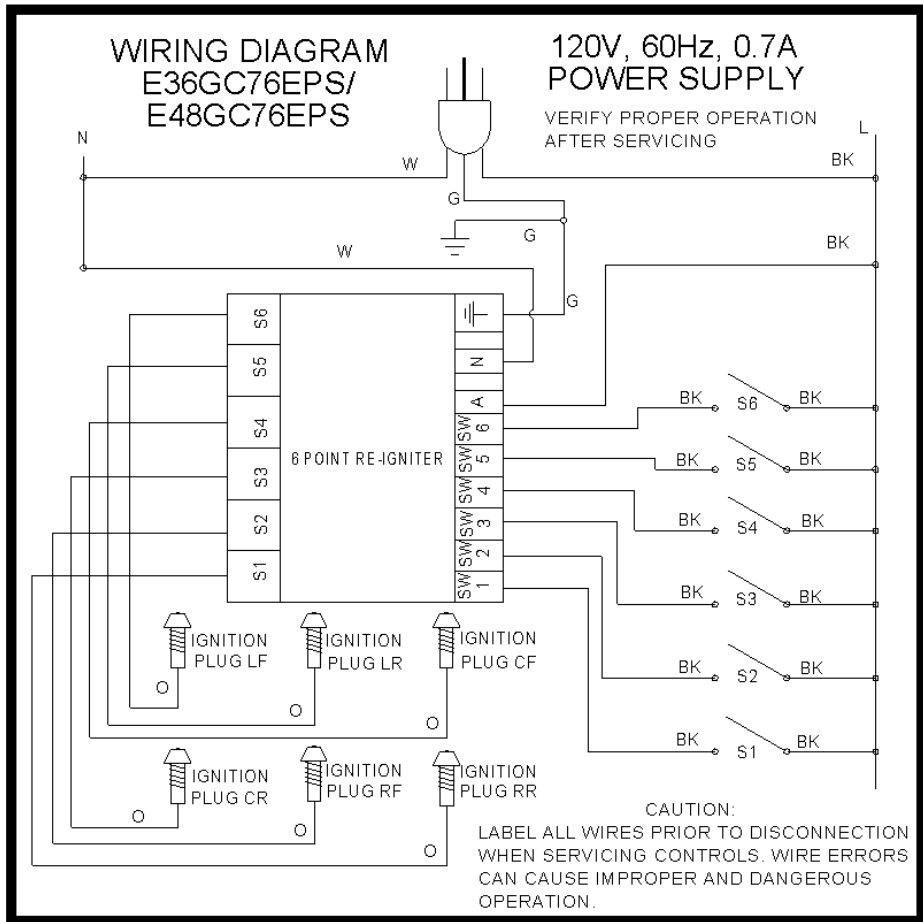 WIRING DIAGRAM
E36GC76EPS/
E48GC76EPS
120V, 60Hz, 0.7A
POWER SUPPLY
VERIFY PROPER OPERATION
AFTER SERVICING
N
L
W
BK
G
G
W
BK
G
S6
S5
S4
S3
S2
S1
6 POINT RE-IGNITER
N
A
SW 6
SW 5
SW 4
SW 3
SW 2
SW 1
BK S6 BK
BK S5 BK
BK S4 BK
BK S3 BK
BK S2 BK
BK S1 BK
IGNITION
PLUG LF
O
IGNITION
PLUG LR
O
IGNITION
PLUG CF
O
IGNITION
PLUG CR
O
IGNITION
PLUG RF
O
IGNITION
PLUG RR
O
CAUTION:
LABEL ALL WIRES PRIOR TO DISCONNECTION
WHEN SERVICING CONTROLS. WIRE ERRORS
CAN CAUSE IMPROPER AND DANGEROUS
OPERATION.